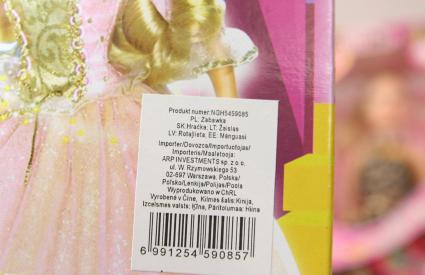 Produkt numer:NGH5459085
PL: Zabawka
SK:Hračka; LT: Žaislas
LV: Rotaļlieta, EE: Mänguasi
Importer/Dovozca/Importuotojas/
Importeris/Maaletooja:
ARP INVESTMENTS sp. z o.o.
ul. W. Rzymowskiego 53
02-697 Warszawa, Polska/
Polsko/Lenkija/Polijas/Poola
Wyprodukowano w ChRL
Vyrobené v Číne, Kilmės šalis:Kinija,
Izcelsmes valsts: Ķīna, Päritolumaa: Hiina
6 991254 590857